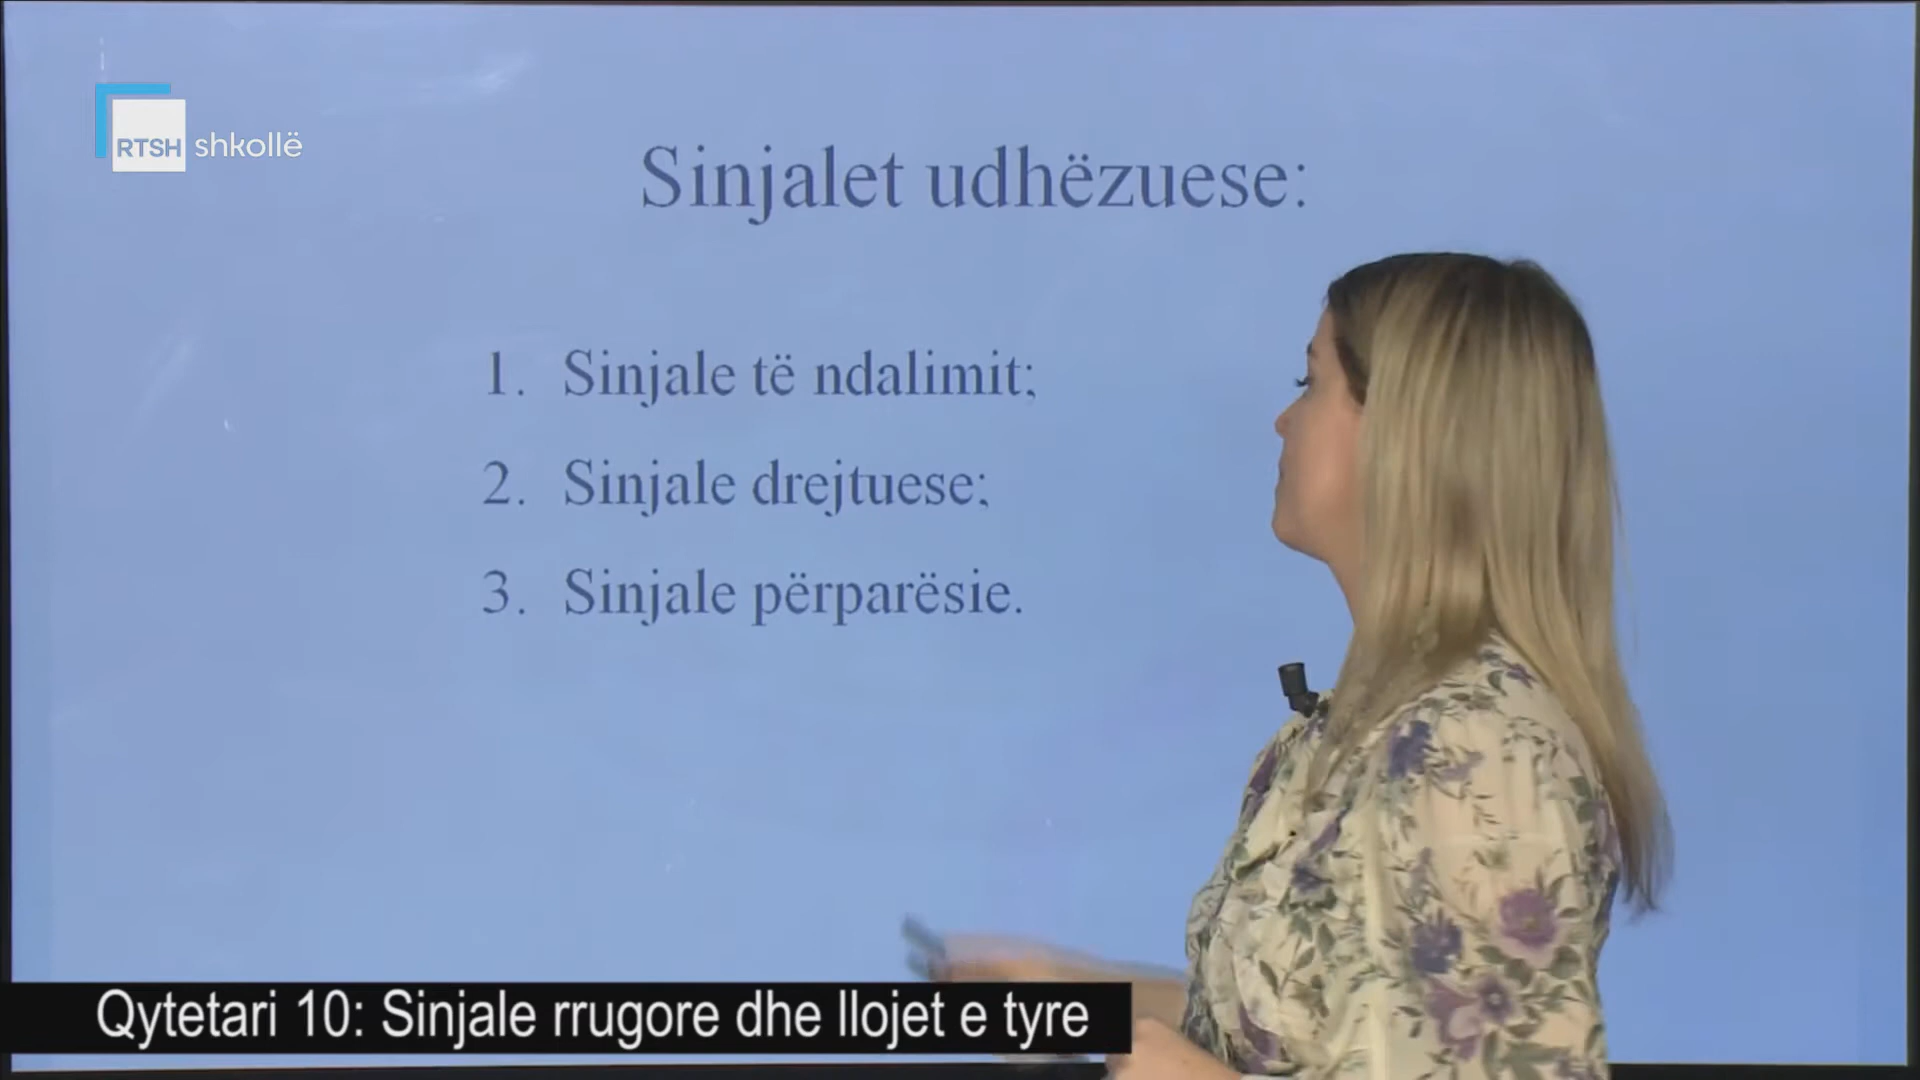 RTSH shkollë
Sinjalet udhëzuese:
1. Sinjale të ndalimit;
2. Sinjale drejtuese;
3. Sinjale përparësie.
Qytetari 10: Sinjale rrugore dhe llojet e tyre